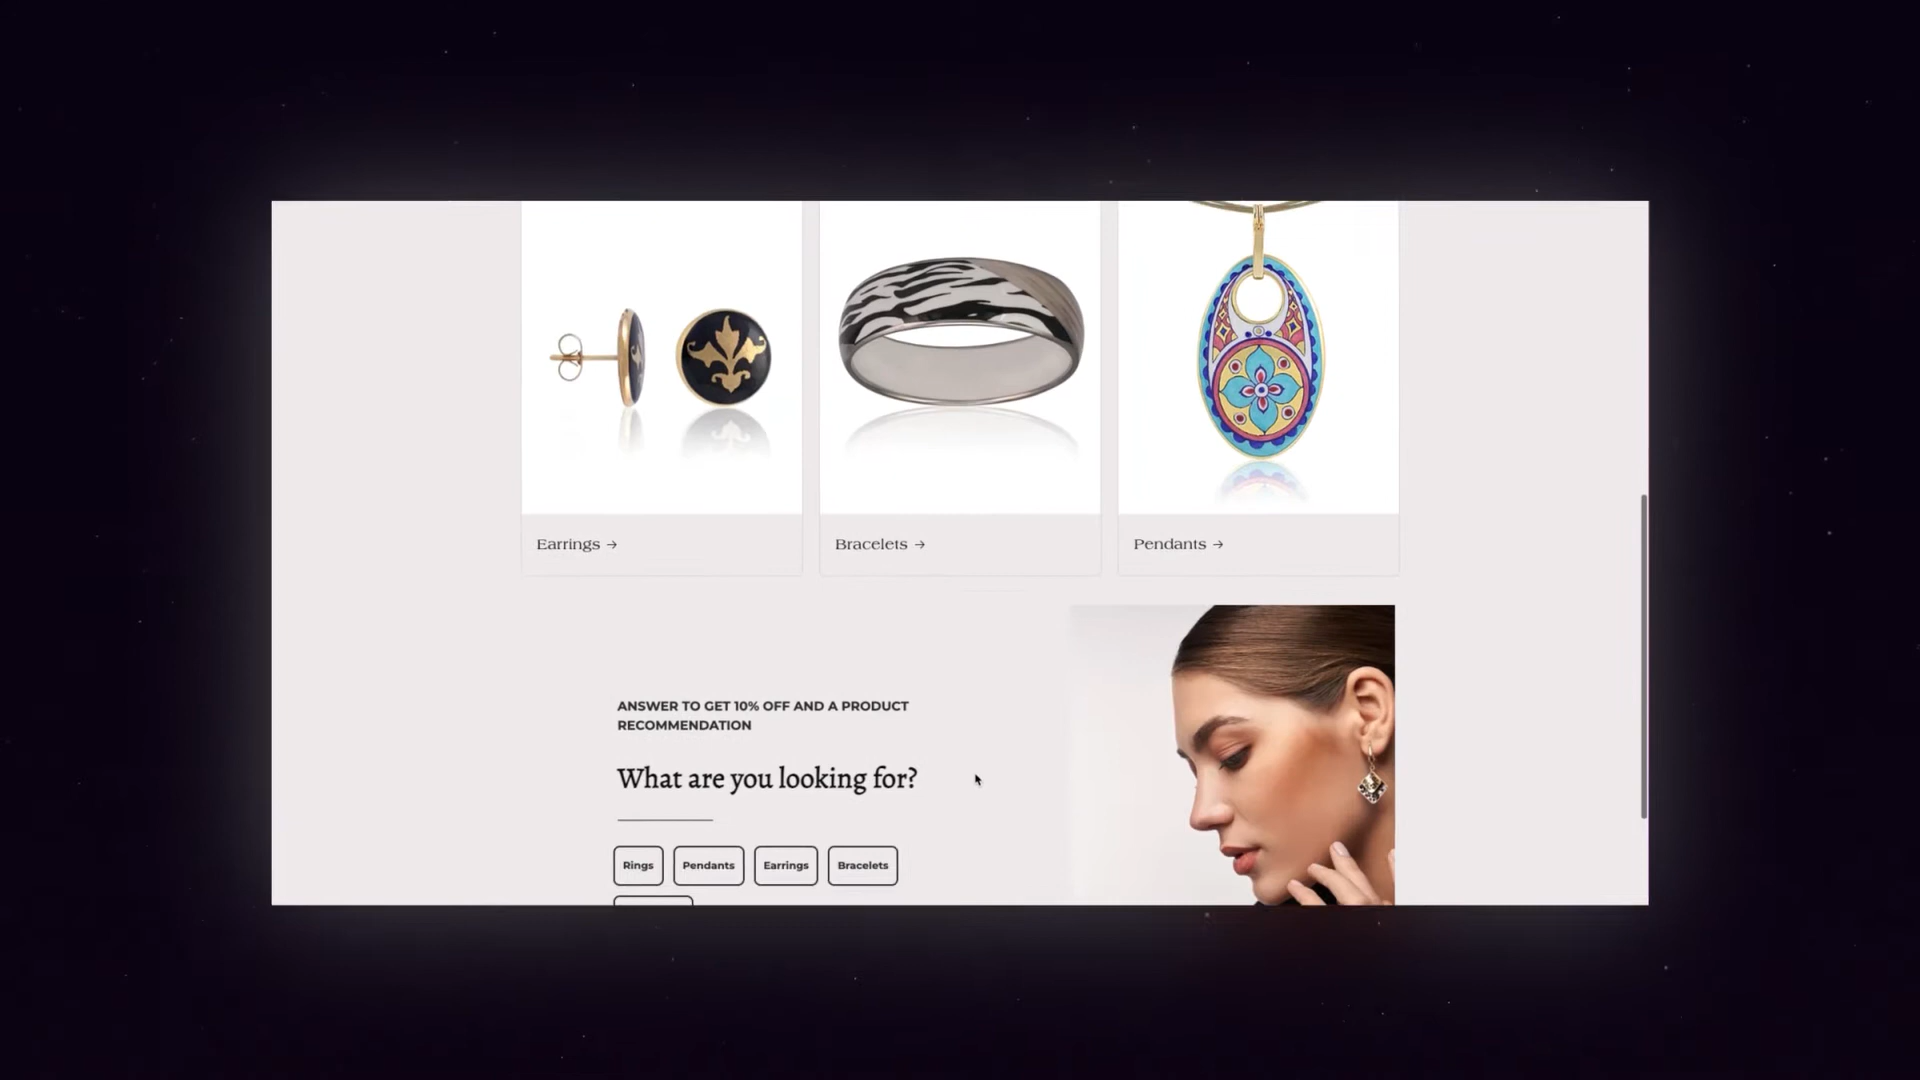 Earrings →
Bracelets →
Pendants →
ANSWER TO GET 10% OFF AND A PRODUCT
RECOMMENDATION
What are you looking for?
Rings
Pendants
Earrings
Bracelets